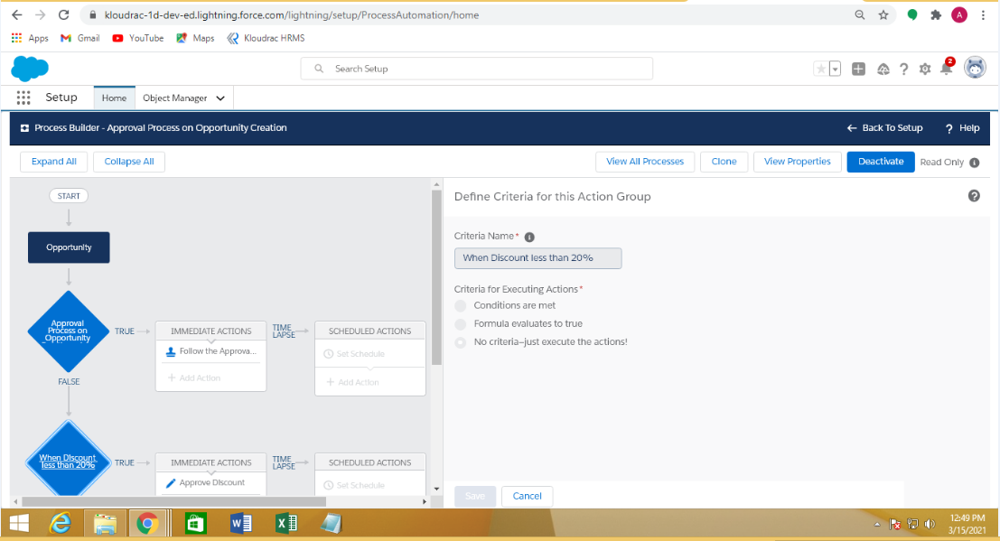 kloudrac-1d-dev-ed.lightning.force.com/lightning/setup/ProcessAutomation/home
A
Apps Gmail YouTube Maps Kloudrac HRMS
Search Setup
2
Setup Home Object Manager
Process Builder - Approval Process on Opportunity Creation
Back To Setup ? Help
Expand All Collapse All View All Processes Clone View Properties Deactivate Read Only
START
Opportunity
Approval
Process on
Opportunity
TRUE
IMMEDIATE ACTIONS
Follow the Approva...
+ Add Action
TIME
LAPSE
SCHEDULED ACTIONS
Set Schedule
+ Add Action
FALSE
When Discount
less than 20%
TRUE
IMMEDIATE ACTIONS
Approve Discount
TIME
LAPSE
SCHEDULED ACTIONS
Set Schedule
Define Criteria for this Action Group
Criteria Name*
When Discount less than 20%
Criteria for Executing Actions*
Conditions are met
Formula evaluates to true
No criteria—just execute the actions!
Save Cancel
12:49 PM
3/15/2021